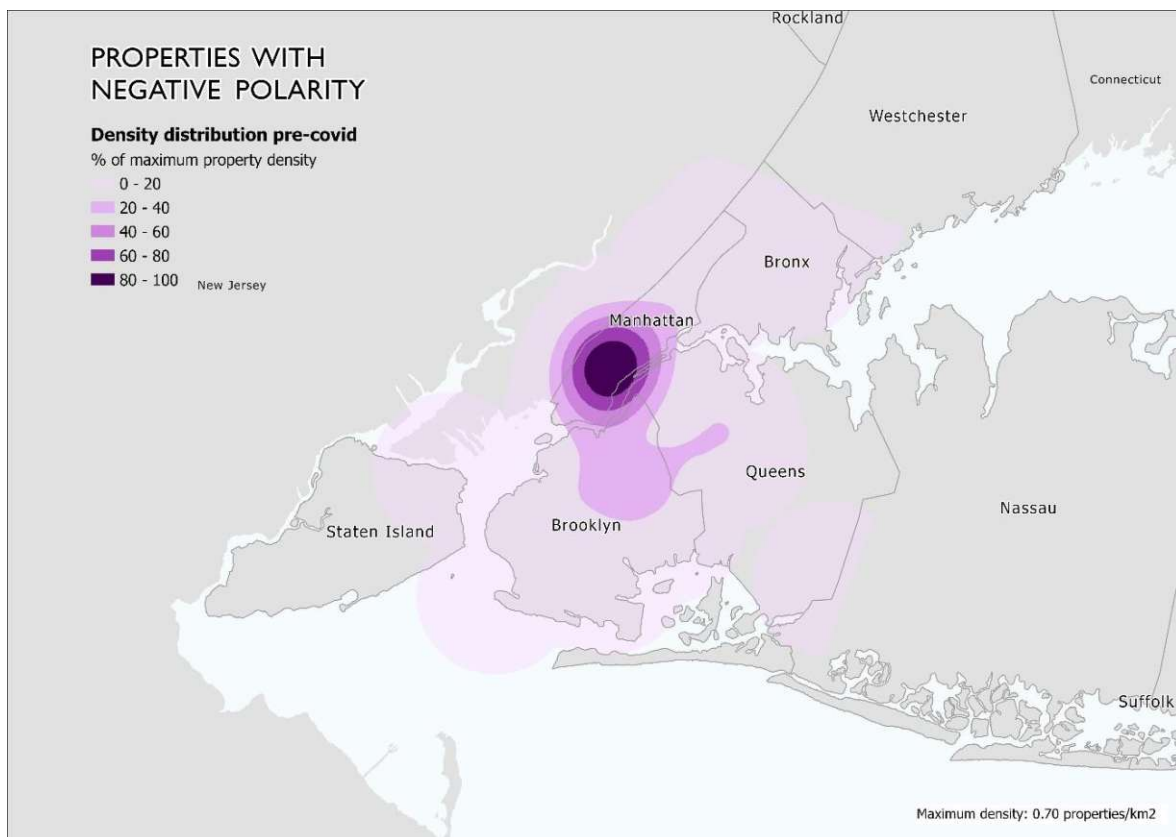 PROPERTIES WITH
NEGATIVE POLARITY
Density distribution pre-covid
% of maximum property density
0 - 20
20 - 40
40 - 60
60 - 80
80 - 100
New Jersey
Rockland
Connecticut
Westchester
Bronx
Manhattan
Queens
Nassau
Brooklyn
Staten Island
Suffolk
Maximum density: 0.70 properties/km2